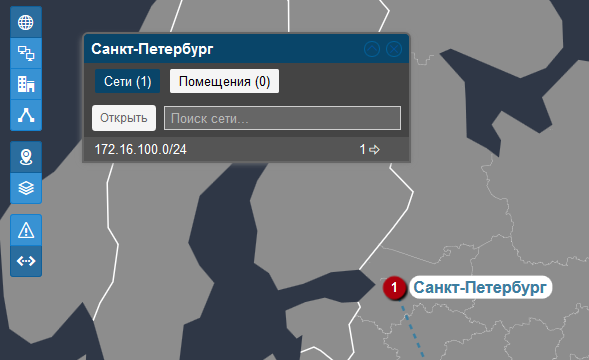 Санкт-Петербург
Сети (1) Помещения (0)
Открыть Поиск сети...
172.16.100.0/24 1
1 Санкт-Петербург